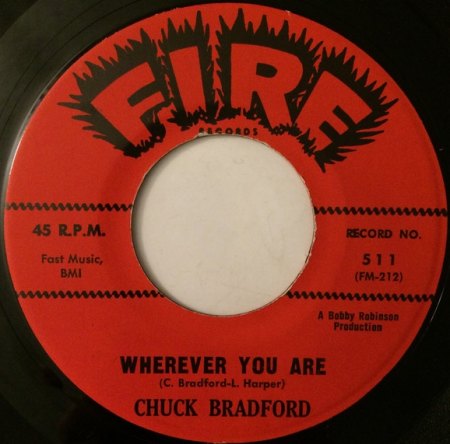 FIRE
RECORDS
45 R.P.M.
Fast Music,
BMI
RECORD NO.
511
(FM-212)
A Bobby Robinson
Production
WHEREVER YOU ARE
(C. Bradford-L. Harper)
CHUCK BRADFORD